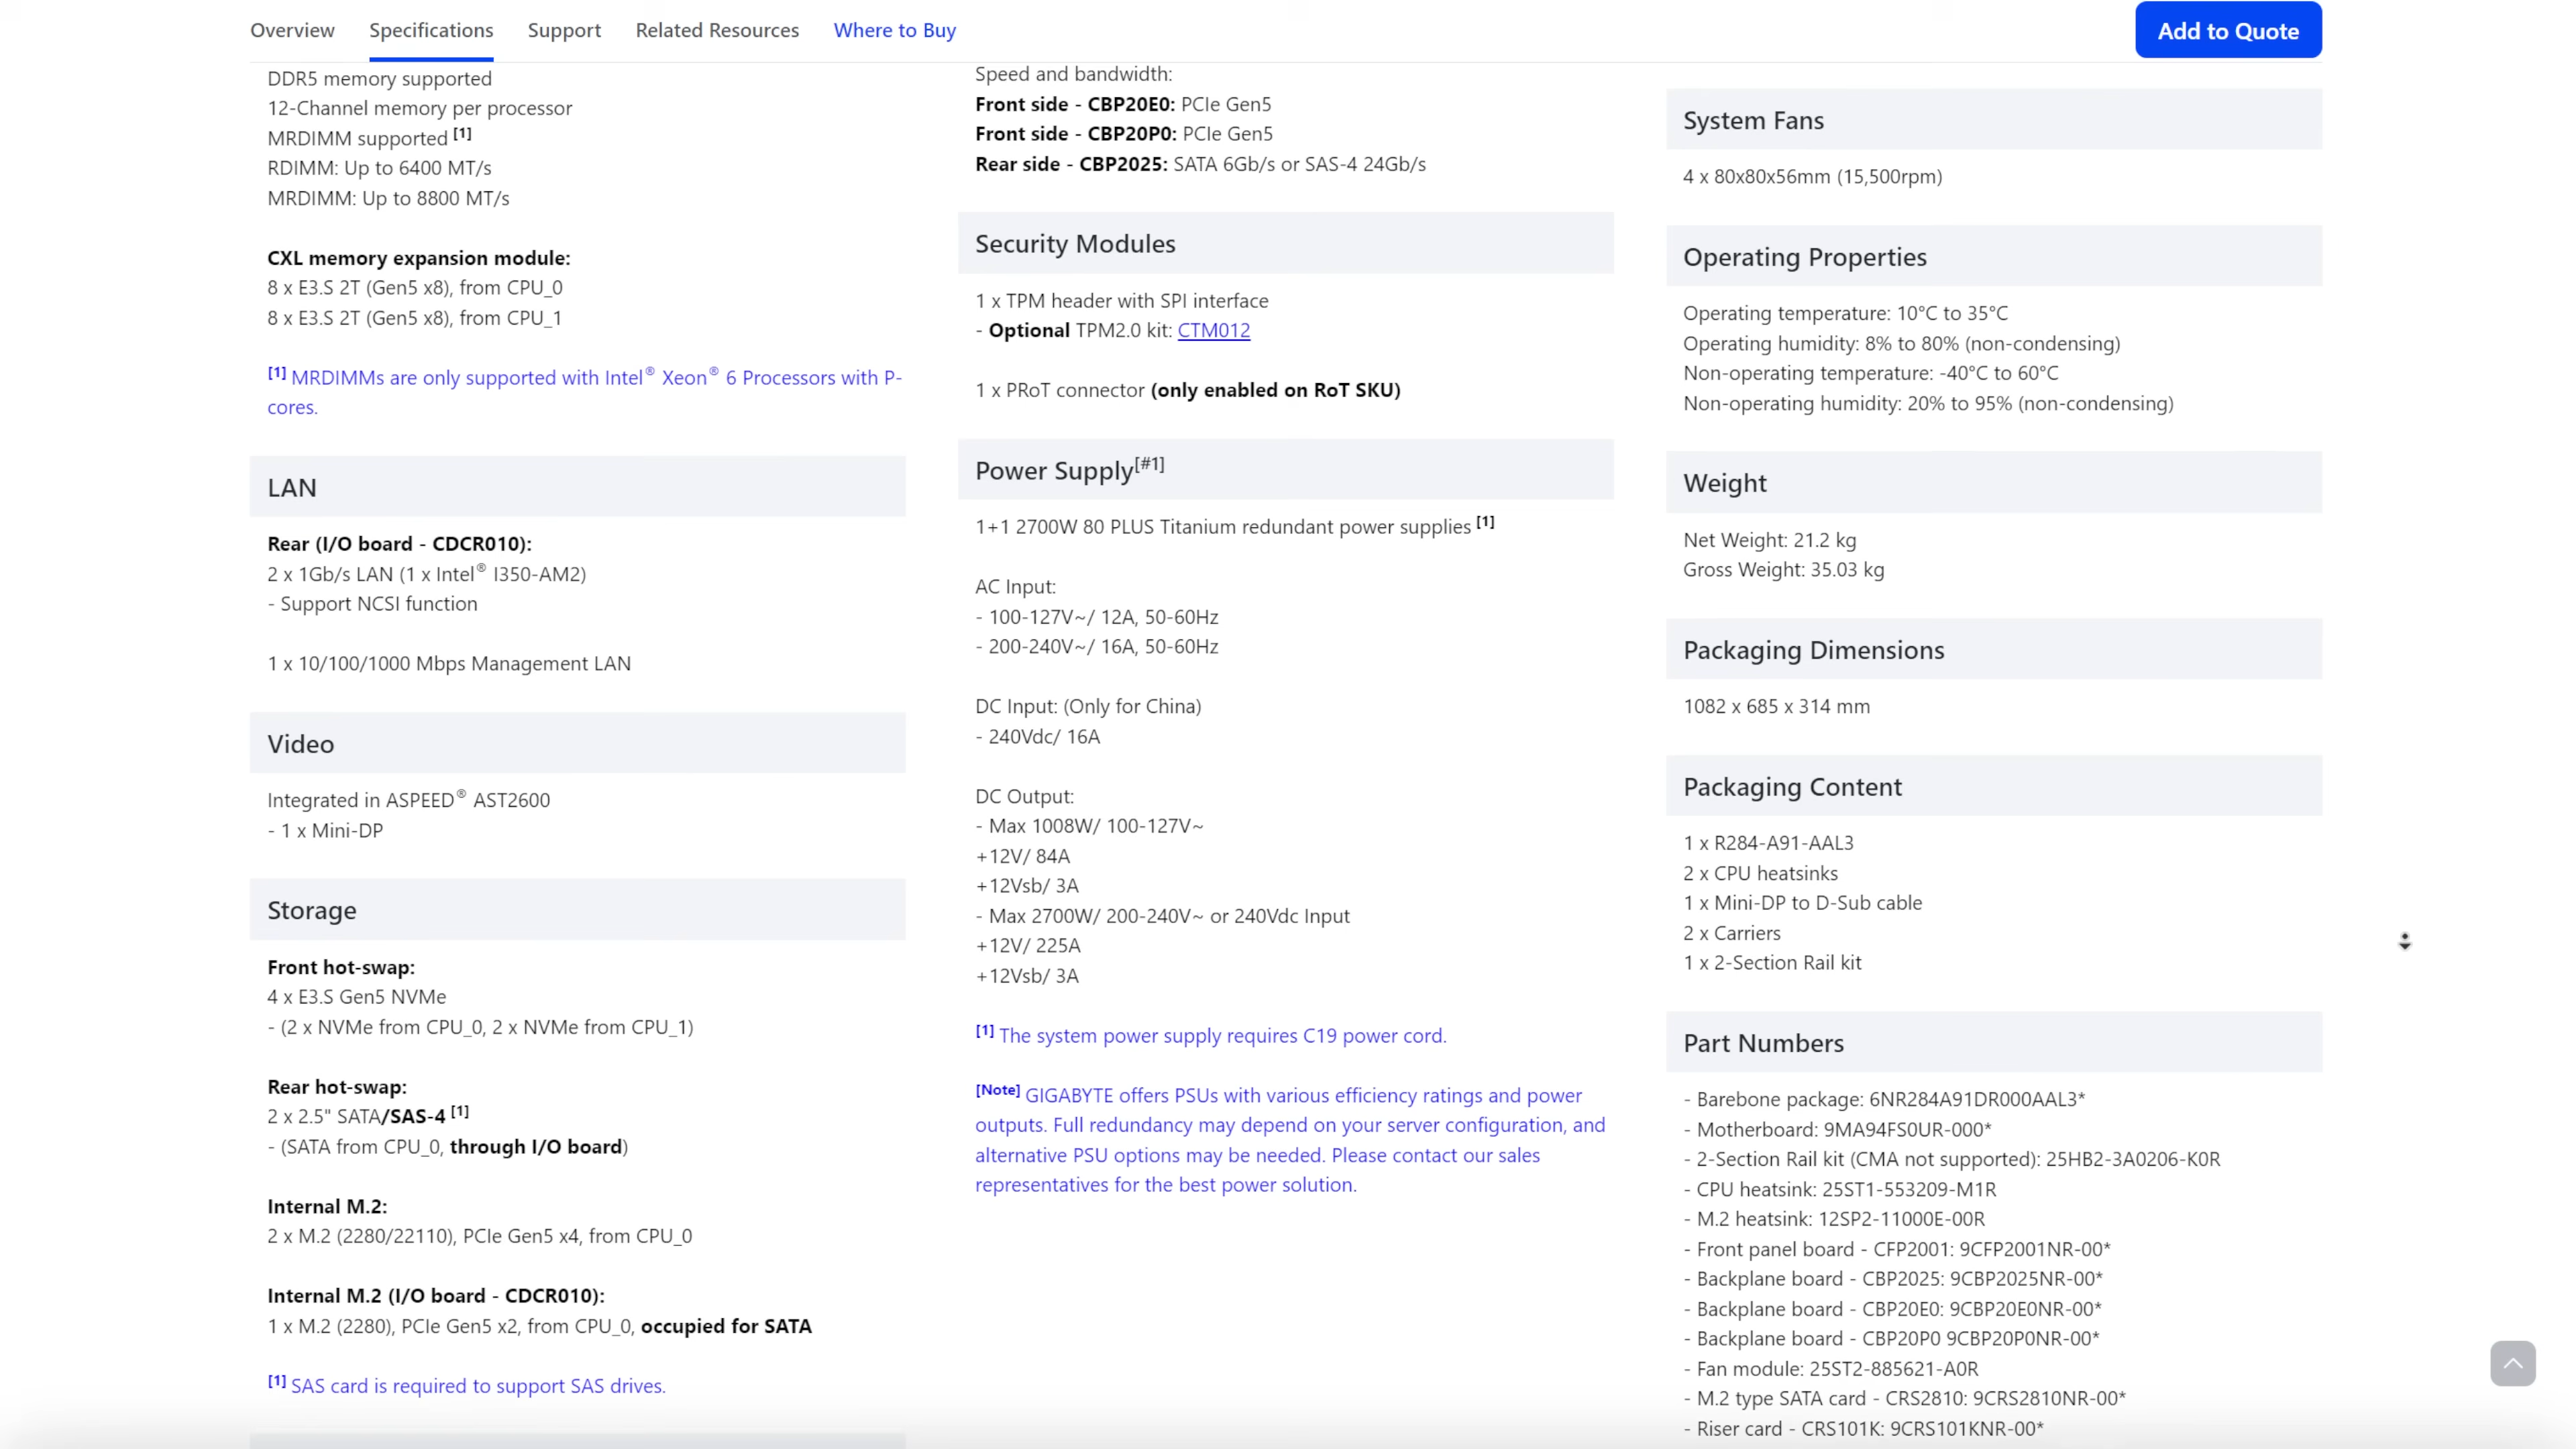 Overview Specifications Support Related Resources Where to Buy Add to Quote
DDR5 memory supported
12-Channel memory per processor
MRDIMM supported [1]
RDIMM: Up to 6400 MT/s
MRDIMM: Up to 8800 MT/s
CXL memory expansion module:
8 x E3.S 2T (Gen5 x8), from CPU_0
8 x E3.S 2T (Gen5 x8), from CPU_1
[1] MRDIMMs are only supported with Intel® Xeon® 6 Processors with P-
cores.
LAN
Rear (I/O board - CDCR010):
2 x 1Gb/s LAN (1 x Intel® I350-AM2)
- Support NCSI function
1 x 10/100/1000 Mbps Management LAN
Video
Integrated in ASPEED® AST2600
- 1 x Mini-DP
Storage
Front hot-swap:
4 x E3.S Gen5 NVMe
- (2 x NVMe from CPU_0, 2 x NVMe from CPU_1)
Rear hot-swap:
2 x 2.5" SATA/SAS-4 [1]
- (SATA from CPU_0, through I/O board)
Internal M.2:
2 x M.2 (2280/22110), PCIe Gen5 x4, from CPU_0
Internal M.2 (I/O board - CDCR010):
1 x M.2 (2280), PCIe Gen5 x2, from CPU_0, occupied for SATA
[1] SAS card is required to support SAS drives.
Speed and bandwidth:
Front side - CBP20E0: PCIe Gen5
Front side - CBP20P0: PCIe Gen5
Rear side - CBP2025: SATA 6Gb/s or SAS-4 24Gb/s
Security Modules
1 x TPM header with SPI interface
- Optional TPM2.0 kit: CTM012
1 x PRoT connector (only enabled on RoT SKU)
Power Supply[#1]
1+1 2700W 80 PLUS Titanium redundant power supplies [1]
AC Input:
- 100-127V~/ 12A, 50-60Hz
- 200-240V~/ 16A, 50-60Hz
DC Input: (Only for China)
- 240Vdc/ 16A
DC Output:
- Max 1008W/ 100-127V~
+12V/ 84A
+12Vsb/ 3A
- Max 2700W/ 200-240V~ or 240Vdc Input
+12V/ 225A
+12Vsb/ 3A
[1] The system power supply requires C19 power cord.
[Note] GIGABYTE offers PSUs with various efficiency ratings and power
outputs. Full redundancy may depend on your server configuration, and
alternative PSU options may be needed. Please contact our sales
representatives for the best power solution.
System Fans
4 x 80x80x56mm (15,500rpm)
Operating Properties
Operating temperature: 10°C to 35°C
Operating humidity: 8% to 80% (non-condensing)
Non-operating temperature: -40°C to 60°C
Non-operating humidity: 20% to 95% (non-condensing)
Weight
Net Weight: 21.2 kg
Gross Weight: 35.03 kg
Packaging Dimensions
1082 x 685 x 314 mm
Packaging Content
1 x R284-A91-AAL3
2 x CPU heatsinks
1 x Mini-DP to D-Sub cable
2 x Carriers
1 x 2-Section Rail kit
Part Numbers
- Barebone package: 6NR284A91DR000AAL3*
- Motherboard: 9MA94FS0UR-000*
- 2-Section Rail kit (CMA not supported): 25HB2-3A0206-K0R
- CPU heatsink: 25ST1-553209-M1R
- M.2 heatsink: 12SP2-11000E-00R
- Front panel board - CFP2001: 9CFP2001NR-00*
- Backplane board - CBP2025: 9CBP2025NR-00*
- Backplane board - CBP20E0: 9CBP20E0NR-00*
- Backplane board - CBP20P0 9CBP20P0NR-00*
- Fan module: 25ST2-885621-A0R
- M.2 type SATA card - CRS2810: 9CRS2810NR-00*
- Riser card - CRS101K: 9CRS101KNR-00*